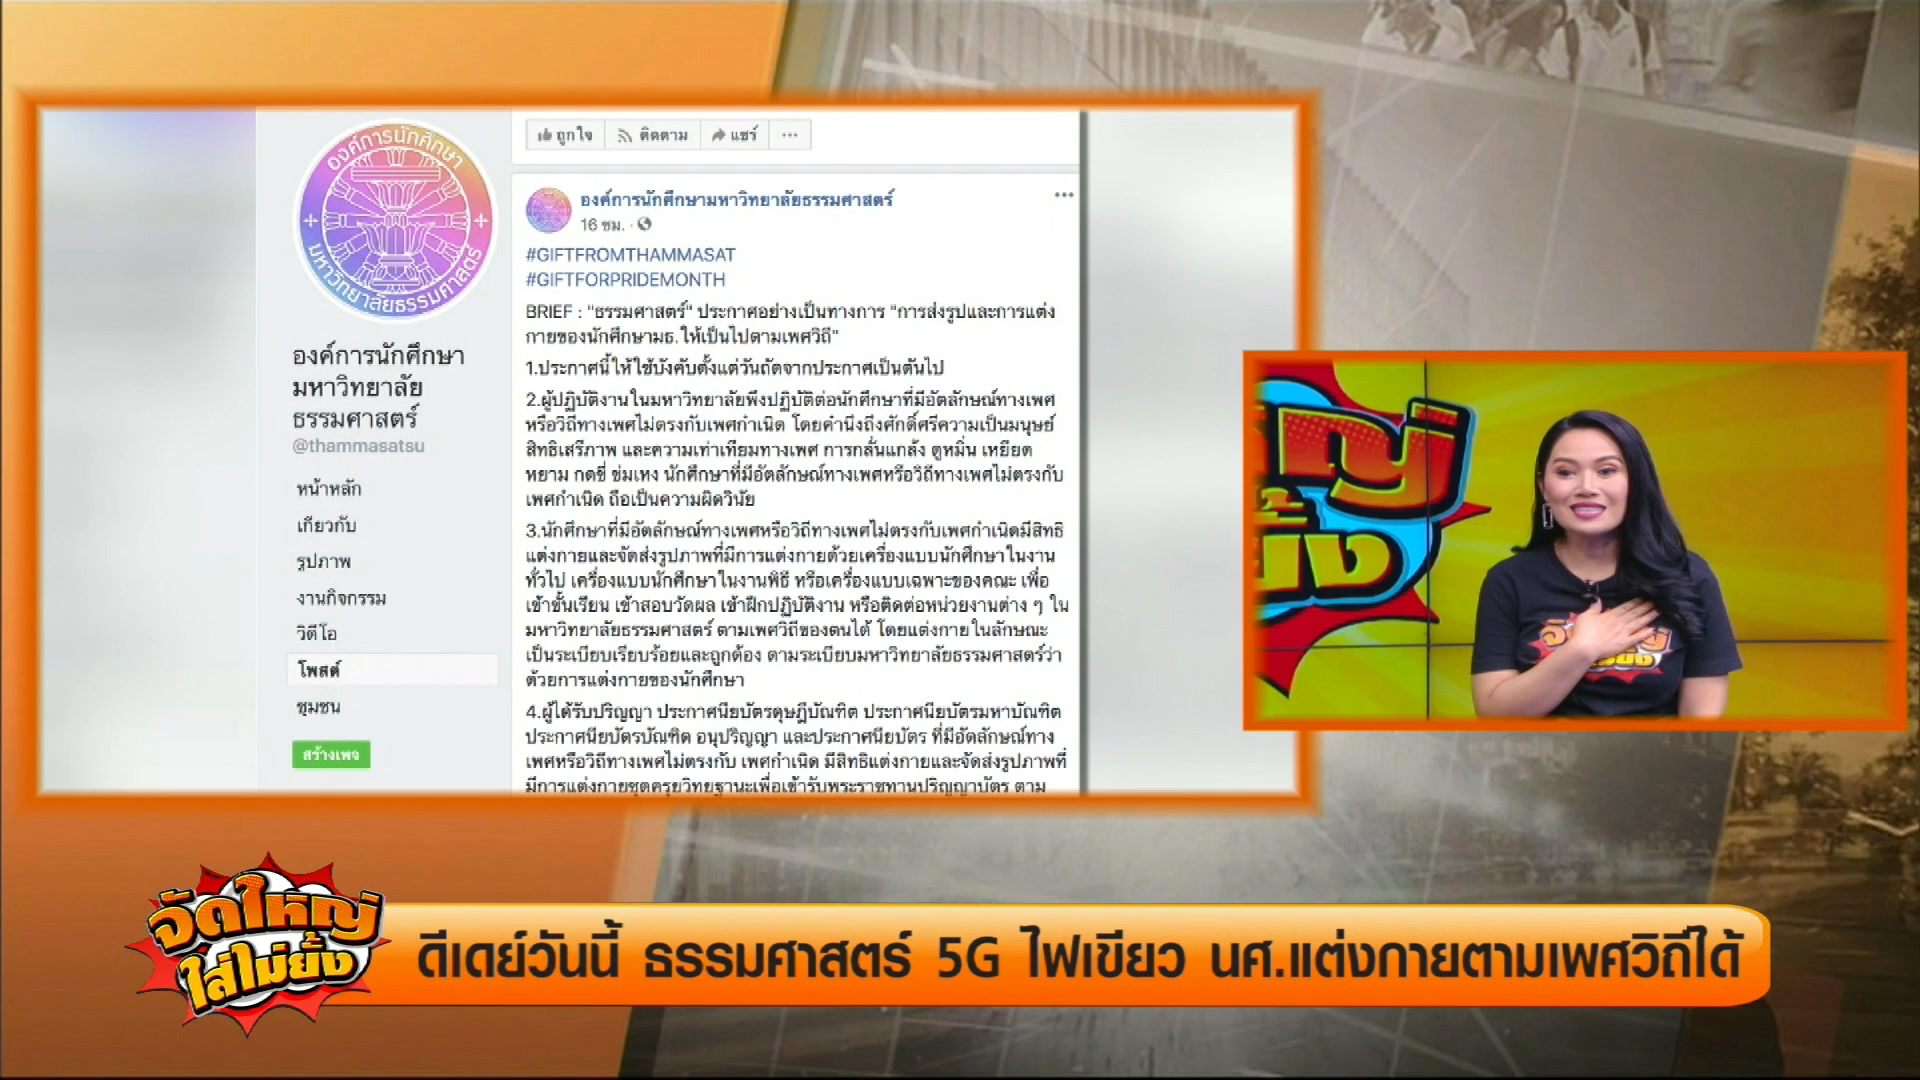 องค์การนักศึกษา
มหาวิทยาลัยธรรมศาสตร์
องค์การนักศึกษา
มหาวิทยาลัย
ธรรมศาสตร์
@thammasatsu
หน้าหลัก
เกี่ยวกับ
รูปภาพ
งานกิจกรรม
วิดีโอ
โพสต์
ชุมชน
สร้างเพจ
ถูกใจ ติดตาม แชร์ ...
องค์การนักศึกษามหาวิทยาลัยธรรมศาสตร์ ...
16 ชม. ·
#GIFTFROMTHAMMASAT
#GIFTFORPRIDEMONTH
BRIEF : "ธรรมศาสตร์" ประกาศอย่างเป็นทางการ "การส่งรูปและการแต่ง
กายของนักศึกษามธ.ให้เป็นไปตามเพศวิถี"
1.ประกาศนี้ให้ใช้บังคับตั้งแต่วันถัดจากประกาศเป็นต้นไป
2.ผู้ปฏิบัติงานในมหาวิทยาลัยพึงปฏิบัติต่อนักศึกษาที่มีอัตลักษณ์ทางเพศ
หรือวิถีทางเพศไม่ตรงกับเพศกำเนิด โดยคำนึงถึงศักดิ์ศรีความเป็นมนุษย์
สิทธิเสรีภาพ และความเท่าเทียมทางเพศ การกลั่นแกล้ง ดูหมิ่น เหยียด
หยาม กดขี่ ข่มเหง นักศึกษาที่มีอัตลักษณ์ทางเพศหรือวิถีทางเพศไม่ตรงกับ
เพศกำเนิด ถือเป็นความผิดวินัย
3.นักศึกษาที่มีอัตลักษณ์ทางเพศหรือวิถีทางเพศไม่ตรงกับเพศกำเนิดมีสิทธิ
แต่งกายและจัดส่งรูปภาพที่มีการแต่งกายด้วยเครื่องแบบนักศึกษาในงาน
ทั่วไป เครื่องแบบนักศึกษาในงานพิธี หรือเครื่องแบบเฉพาะของคณะ เพื่อ
เข้าชั้นเรียน เข้าสอบวัดผล เข้าฝึกปฏิบัติงาน หรือติดต่อหน่วยงานต่าง ๆ ใน
มหาวิทยาลัยธรรมศาสตร์ ตามเพศวิถีของตนได้ โดยแต่งกายในลักษณะ
เป็นระเบียบเรียบร้อยและถูกต้อง ตามระเบียบมหาวิทยาลัยธรรมศาสตร์ว่า
ด้วยการแต่งกายของนักศึกษา
4.ผู้ได้รับปริญญา ประกาศนียบัตรดุษฎีบัณฑิต ประกาศนียบัตรมหาบัณฑิต
ประกาศนียบัตรบัณฑิต อนุปริญญา และประกาศนียบัตร ที่มีอัตลักษณ์ทาง
เพศหรือวิถีทางเพศไม่ตรงกับ เพศกำเนิด มีสิทธิแต่งกายและจัดส่งรูปภาพที่
มีการแต่งกายชุดครุยวิทยฐานะเพื่อเข้ารับพระราชทานปริญญาบัตร ตาม
จัดใหญ่
ใส่ไม่ยั้ง
ดีเดย์วันนี้ ธรรมศาสตร์ 5G ไฟเขียว นศ.แต่งกายตามเพศวิถีได้